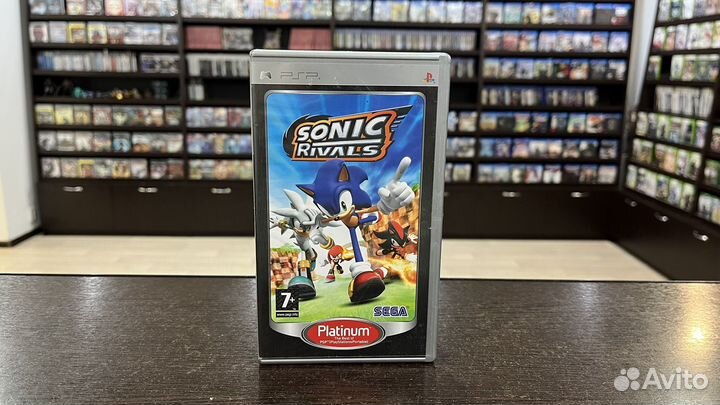 PSP
SONIC
RIVALS
7+
www.pegi.info
SEGA
Platinum
The Best of
PSP (PlayStation Portable)
Avito